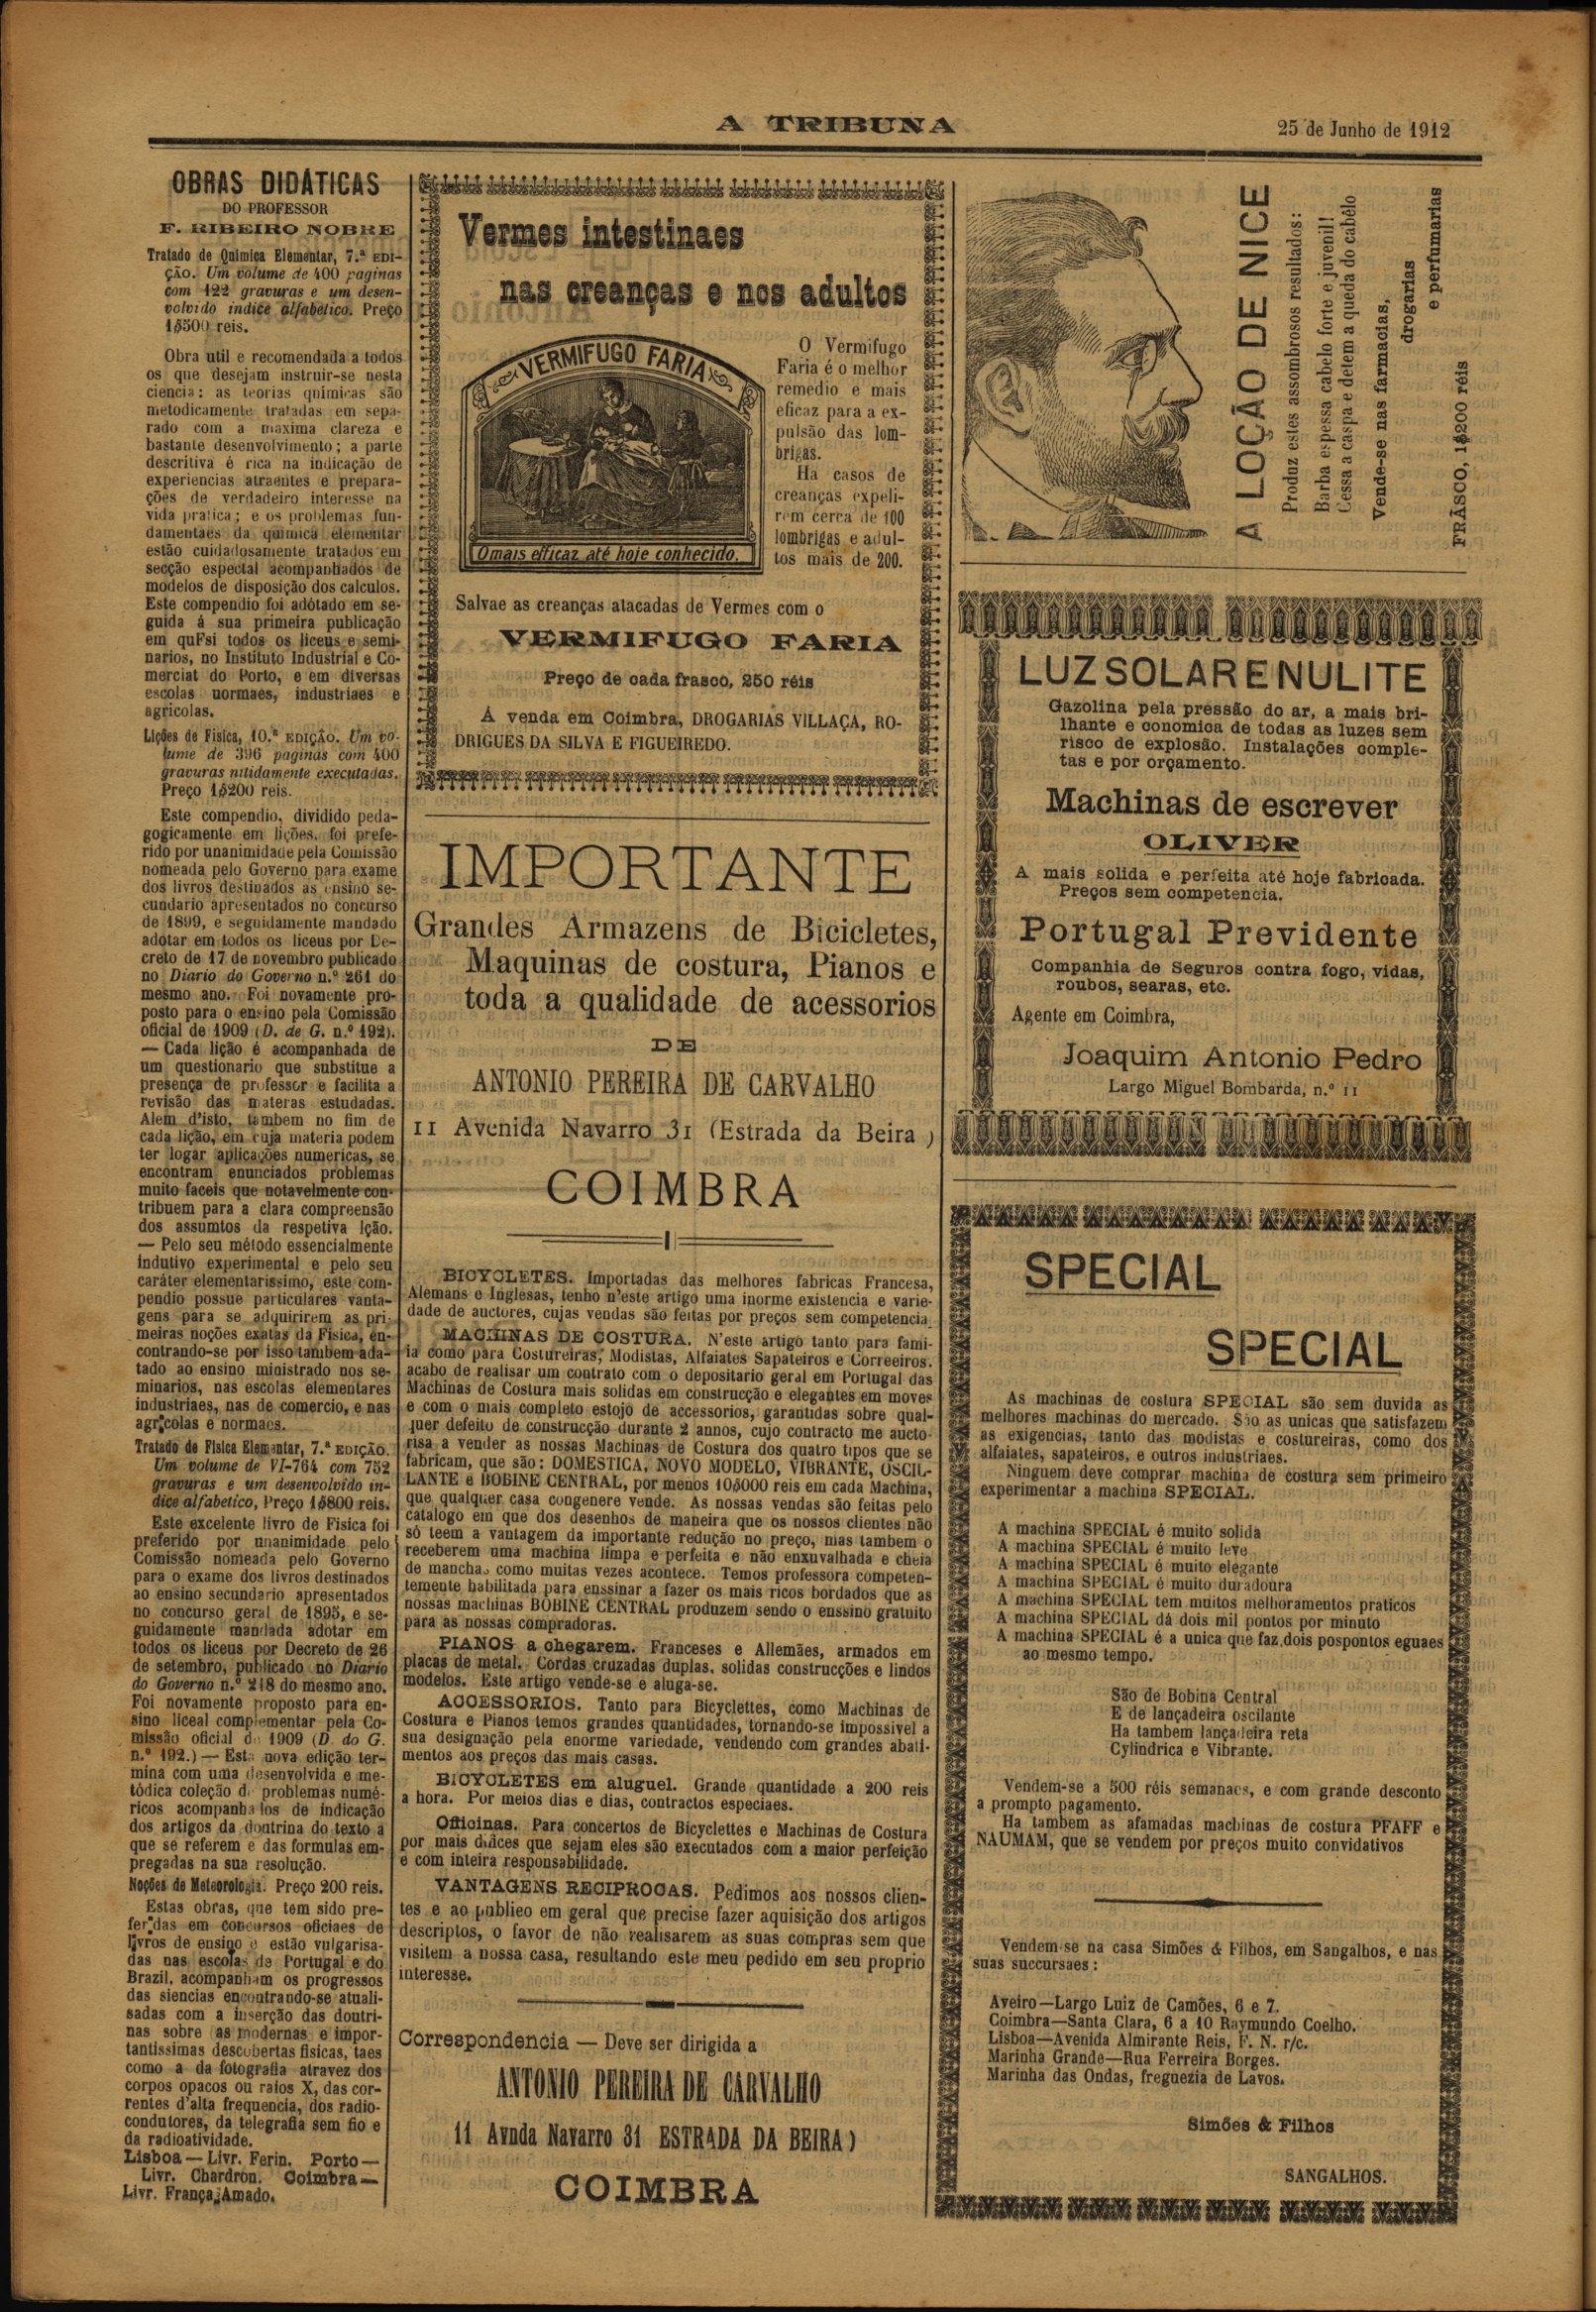 A TRIBUNA
25 de Junho de 1912
OBRAS DIDÁTICAS
DO PROFESSOR
F. RIBEIRO NOBRE
Tratado de Quimica Elementar, 7.ª EDI-
ÇÃO. Um volume de 400 paginas
com 122 gravuras e um desen-
volvido indice alfabetico. Preço
1$500 reis.
Obra util e recomendada a todos
os que desejam instruir-se nesta
ciencia: as teorias quimicas são
metodicamente tratadas em sepa-
rado com a maxima clareza e
bastante desenvolvimento; a parte
descritiva é rica na indicação de
experiencias atraentes e prepara-
ções de verdadeiro interesse na
vida pratica; e os problemas fun-
damentaes da quimica elementar
estão cuidadosamente tratados em
secção especial acompanhados de
modelos de disposição dos calculos.
Este compendio foi adótado em se-
guida á sua primeira publicação
em quFsi todos os liceus e semi-
narios, no Instituto Industrial e Co-
mercial do Porto, e em diversas
escolas uormaes, industriaes e
agricolas.
Lições de Fisica, 10.ª EDIÇÃO. Um vo-
lume de 396 paginas com 400
gravuras nitidamente executadas.
Preço 1$200 reis.
Este compendio, dividido peda-
gogicamente em lições, foi prefe-
rido por unanimidade pela Comissão
nomeada pelo Governo para exame
dos livros destinados as ensino se-
cundario apresentados no concurso
de 1899, e seguidamente mandado
adotar em todos os liceus por De-
creto de 17 de novembro publicado
no Diario do Governo n.º 261 do
mesmo ano. Foi novamente pro-
posto para o ensino pela Comissão
oficial de 1909 (D. de G. n.º 192).
— Cada lição é acompanhada de
um questionario que substitue a
presença de professor e facilita a
revisão das materas estudadas.
Alem d'isto, tambem no fim de
cada lição, em cuja materia podem
ter logar aplicações numericas, se
encontram enunciados problemas
muito faceis que notavelmente con-
tribuem para a clara compreensão
dos assumtos da respetiva lção.
— Pelo seu método essencialmente
indutivo experimental e pelo seu
caráter elementarissimo, este com-
pendio possue particulares vanta-
gens para se adquirirem as pri-
meiras noções exatas da Fisica, en-
contrando-se por isso tambem ada-
tado ao ensino ministrado nos se-
minarios, nas escolas elementares
industriaes, nas de comercio, e nas
agricolas e normaes.
Tratado de Fisica Elementar, 7.ª EDIÇÃO.
Um volume de VI-764 com 752
gravuras e um desenvolvido in-
dice alfabetico, Preço 1$800 reis.
Este excelente livro de Fisica foi
preferido por unanimidade pelo
Comissão nomeada pelo Governo
para o exame dos livros destinados
ao ensino secundario apresentados
no concurso geral de 1895, e se-
guidamente mandada adotar em
todos os liceus por Decreto de 26
de setembro, publicado no Diario
do Governo n.º 218 do mesmo ano.
Foi novamente proposto para en-
sino liceal complementar pela Co-
missão oficial de 1909 (D. do G.
n.º 192.) — Esta nova edição ter-
mina com uma desenvolvida e me-
tódica coleção de problemas numé-
ricos acompanhados de indicação
dos artigos da doutrina do texto a
que se referem e das formulas em-
pregadas na sua resolução.
Noções de Meteorologia. Preço 200 reis.
Estas obras, que tem sido pre-
feridas em concursos oficiaes de
livros de ensino e estão vulgarisa-
das nas escolas de Portugal e do
Brazil, acompanham os progressos
das siencias encontrando-se atuali-
sadas com a inserção das doutri-
nas sobre as modernas e impor-
tantissimas descobertas fisicas, taes
como a da fotografia atravez dos
corpos opacos ou raios X, das cor-
rentes d'alta frequencia, dos radio-
condutores, da telegrafia sem fio e
da radioatividade.
Lisboa — Livr. Ferin. Porto —
Livr. Chardron. Coimbra —
Livr. França Amado.
Vermes intestinaes
nas creanças e nos adultos
VERMIFUGO FARIA
O mais efficaz até hoje conhecido.
O Vermifugo
Faria é o melhor
remedio e mais
eficaz para a ex-
pulsão das lom-
brigas.
Ha casos de
creanças expeli-
rem cerca de 100
lombrigas e adul-
tos mais de 200.
Salvae as creanças atacadas de Vermes com o
VERMIFUGO FARIA
Preço de cada frasco, 250 réis
Á venda em Coimbra, DROGARIAS VILLAÇA, RO-
DRIGUES DA SILVA E FIGUEIREDO.
IMPORTANTE
Grandes Armazens de Bicicletes,
Maquinas de costura, Pianos e
toda a qualidade de acessorios
DE
ANTONIO PEREIRA DE CARVALHO
11 Avenida Navarro 31 (Estrada da Beira )
COIMBRA
BICYCLETES. Importadas das melhores fabricas Francesa,
Alemans e Inglesas, tenho n'este artigo uma inorme existencia e varie-
dade de auctores, cujas vendas são feitas por preços sem competencia.
MACHINAS DE COSTURA. N'este artigo tanto para fami-
ia como para Costureiras, Modistas, Alfaiates Sapateiros e Correeiros.
acabo de realisar um contrato com o depositario geral em Portugal das
Machinas de Costura mais solidas em construcção e elegantes em moves
e com o mais completo estojo de accessorios, garantidas sobre qual-
quer defeito de construcção durante 2 annos, cujo contracto me aucto-
risa a vender as nossas Machinas de Costura dos quatro tipos que se
fabricam, que são: DOMESTICA, NOVO MODELO, VIBRANTE, OSCIL-
LANTE e BOBINE CENTRAL, por menos 10$000 reis em cada Machina,
que qualquer casa congenere vende. As nossas vendas são feitas pelo
catalogo em que dos desenhos de maneira que os nossos clientes não
só teem a vantagem da importante redução no preço, mas tambem o
receberem uma machina limpa e perfeita e não enxuvalhada e cheia
de manchas como muitas vezes acontece. Temos professora competen-
temente habilitada para enssinar a fazer os mais ricos bordados que as
nossas machinas BOBINE CENTRAL produzem sendo o enssino gratuito
para as nossas compradoras.
PIANOS a chegarem. Franceses e Allemães, armados em
placas de metal. Cordas cruzadas duplas, solidas construcções e lindos
modelos. Este artigo vende-se e aluga-se.
ACCESSORIOS. Tanto para Bicyclettes, como Machinas de
Costura e Pianos temos grandes quantidades, tornando-se impossivel a
sua designação pela enorme variedade, vendendo com grandes abati-
mentos aos preços das mais casas.
BICYCLETES em aluguel. Grande quantidade a 200 reis
a hora. Por meios dias e dias, contractos especiaes.
Officinas. Para concertos de Bicyclettes e Machinas de Costura
por mais dificeis que sejam eles são executados com a maior perfeição
e com inteira responsabilidade.
VANTAGENS RECIPROCAS. Pedimos aos nossos clien-
tes e ao publico em geral que precise fazer aquisição dos artigos
descriptos, o favor de não realisarem as suas compras sem que
visitem a nossa casa, resultando este meu pedido em seu proprio
interesse.
Correspondencia — Deve ser dirigida a
ANTONIO PEREIRA DE CARVALHO
11 Avnda Navarro 31 ESTRADA DA BEIRA)
COIMBRA
A LOÇÃO DE NICE
Produz estes assombrosos resultados:
Barba espessa cabelo forte e juvenil!
Cessa a caspa e detem a queda do cabêlo
Vende-se nas farmacias,
drogarias
e perfumarias
FRÁSCO, 1$200 réis
LUZ SOLAR E NULITE
Gazolina pela pressão do ar, a mais bri-
lhante e conomica de todas as luzes sem
risco de explosão. Instalações comple-
tas e por orçamento.
Machinas de escrever
OLIVER
A mais solida e perfeita até hoje fabricada.
Preços sem competencia.
Portugal Previdente
Companhia de Seguros contra fogo, vidas,
roubos, searas, etc.
Agente em Coimbra,
Joaquim Antonio Pedro
Largo Miguel Bombarda, n.º 11
SPECIAL
SPECIAL
As machinas de costura SPECIAL são sem duvida as
melhores machinas do mercado. São as unicas que satisfazem
as exigencias, tanto das modistas e costureiras, como dos
alfaiates, sapateiros, e outros industriaes.
Ninguem deve comprar machina de costura sem primeiro
experimentar a machina SPECIAL.
A machina SPECIAL é muito solida
A machina SPECIAL é muito leve
A machina SPECIAL é muito elegante
A machina SPECIAL é muito duradoura
A machina SPECIAL tem muitos melhoramentos praticos
A machina SPECIAL dá dois mil pontos por minuto
A machina SPECIAL é a unica que faz dois pospontos eguaes
ao mesmo tempo.
São de Bobina Central
E de lançadeira oscilante
Ha tambem lançadeira reta
Cylindrica e Vibrante.
Vendem-se a 500 réis semanaes, e com grande desconto
a prompto pagamento.
Ha tambem as afamadas machinas de costura PFAFF e
NAUMAM, que se vendem por preços muito convidativos
Vendem-se na casa Simões & Filhos, em Sangalhos, e nas
suas succursaes:
Aveiro—Largo Luiz de Camões, 6 e 7.
Coimbra—Santa Clara, 6 a 10 Raymundo Coelho.
Lisboa—Avenida Almirante Reis, F. N. r/c.
Marinha Grande—Rua Ferreira Borges.
Marinha das Ondas, freguezia de Lavos.
Simões & Filhos
SANGALHOS.